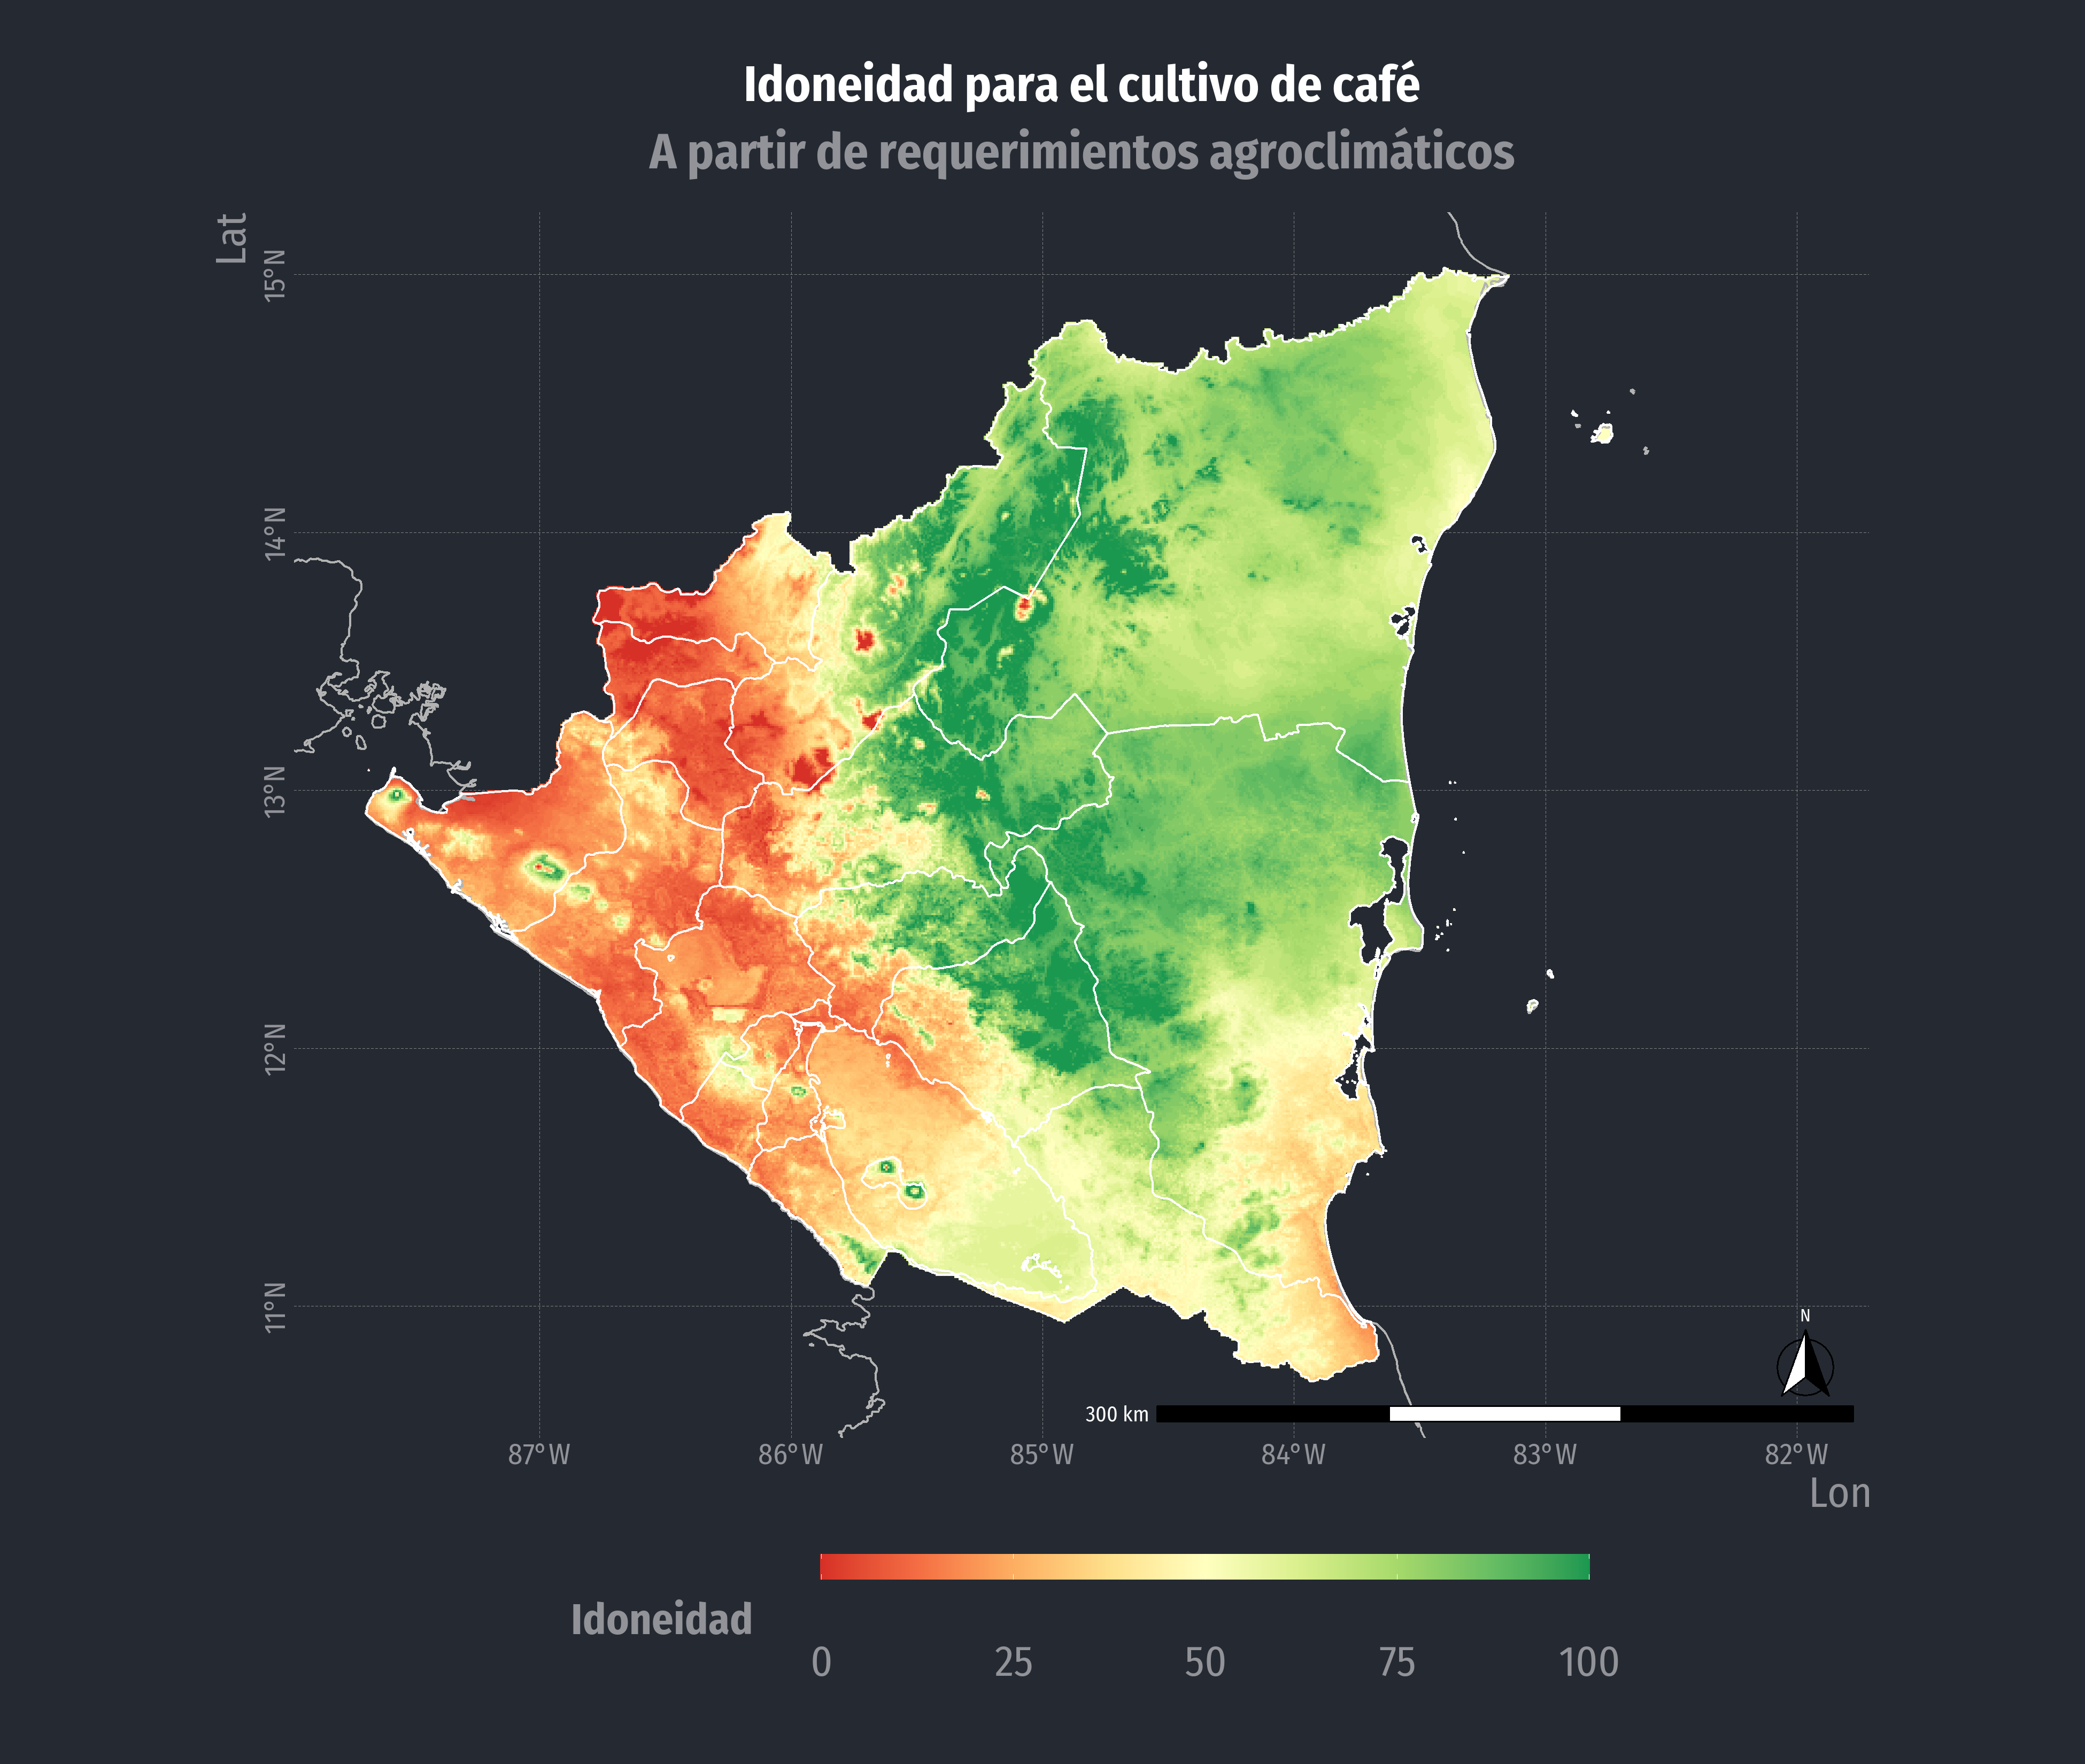 Idoneidad para el cultivo de café
A partir de requerimientos agroclimáticos
Lat
15°N
14°N
13°N
12°N
11°N
N
300 km
87°W 86°W 85°W 84°W 83°W 82°W
Lon
Idoneidad
0 25 50 75 100